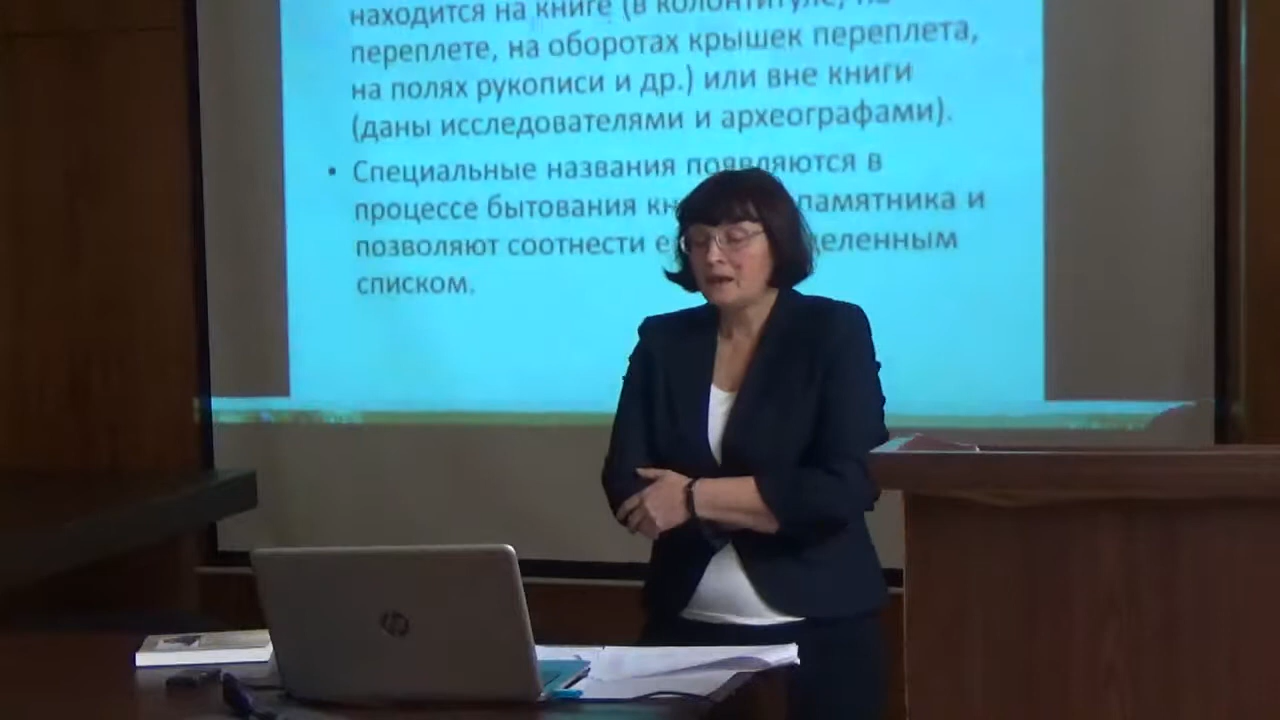 находится на книге (в колонтитуле, на
переплете, на оборотах крышек переплета,
на полях рукописи и др.) или вне книги
(даны исследователями и археографами).
• Специальные названия появляются в
процессе бытования памятника и
позволяют соотнести
списком.
hp